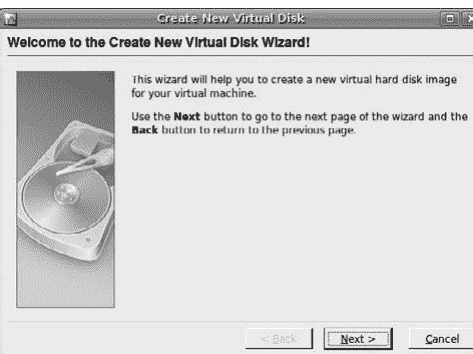 Create New Virtual Disk
Welcome to the Create New Virtual Disk Wizard!
This wizard will help you to create a new virtual hard disk image
for your virtual machine.
Use the Next button to go to the next page of the wizard and the
Back button to return to the previous page.
< Back
Next >
Cancel